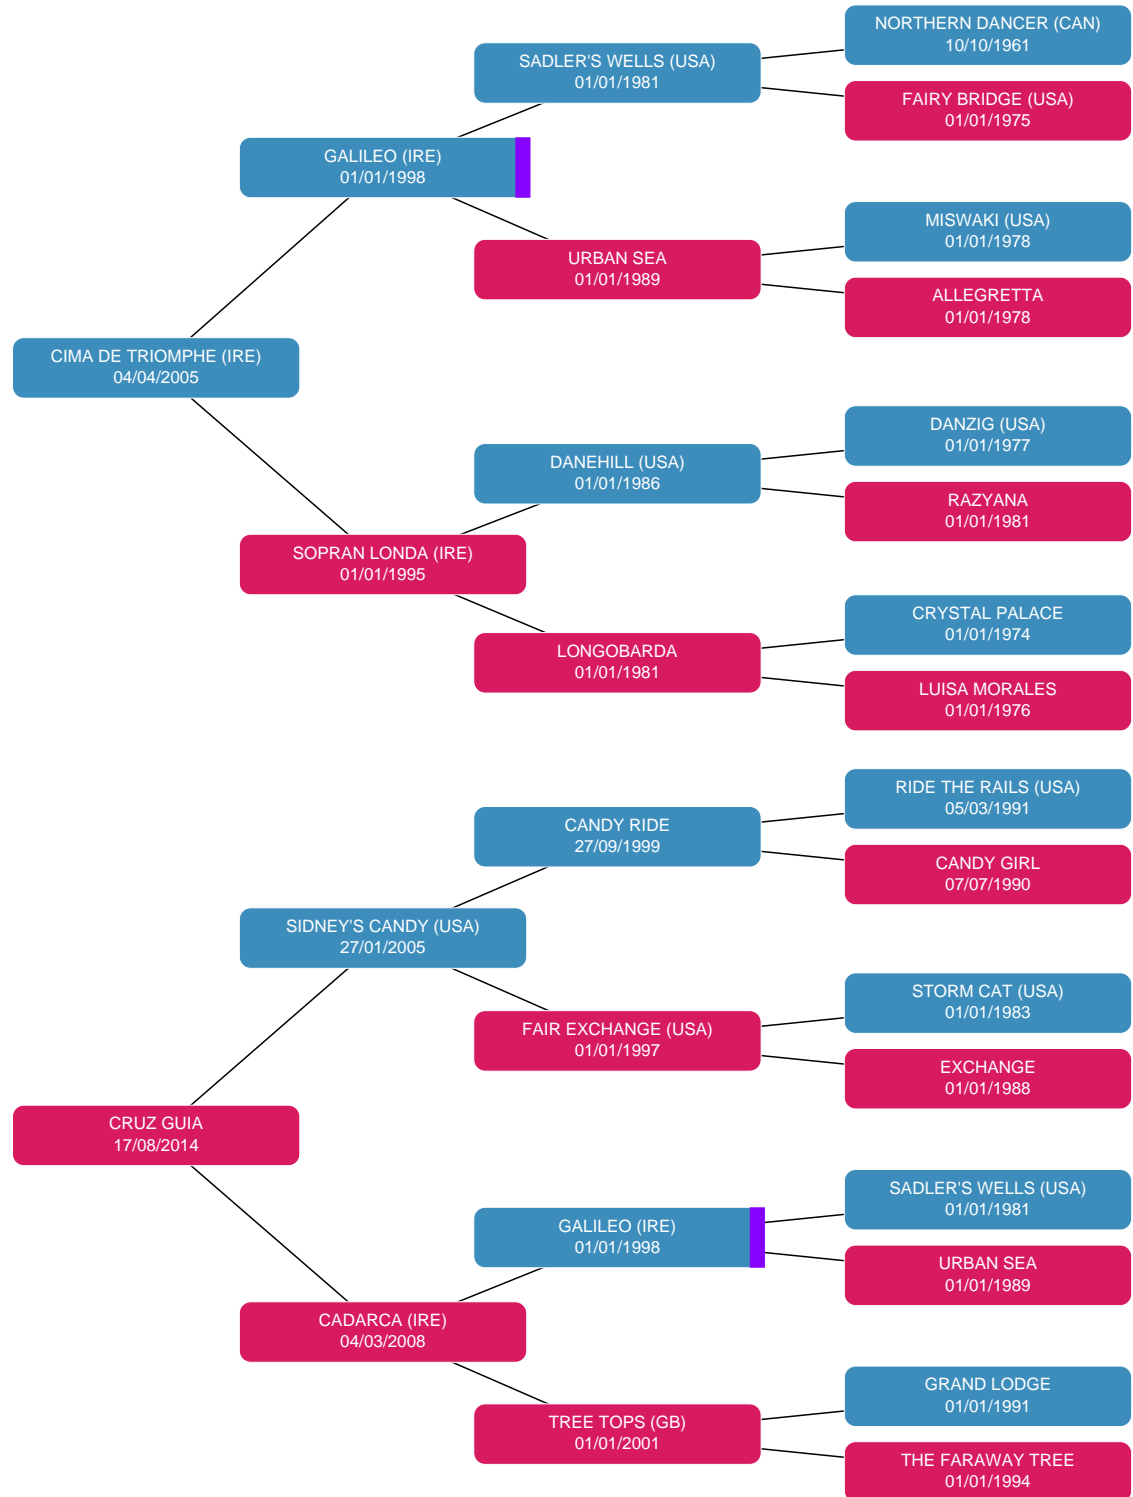 NORTHERN DANCER (CAN)
10/10/1961
SADLER'S WELLS (USA)
01/01/1981
FAIRY BRIDGE (USA)
01/01/1975
GALILEO (IRE)
01/01/1998
MISWAKI (USA)
01/01/1978
URBAN SEA
01/01/1989
ALLEGRETTA
01/01/1978
CIMA DE TRIOMPHE (IRE)
04/04/2005
DANZIG (USA)
01/01/1977
DANEHILL (USA)
01/01/1986
RAZYANA
01/01/1981
SOPRAN LONDA (IRE)
01/01/1995
CRYSTAL PALACE
01/01/1974
LONGOBARDA
01/01/1981
LUISA MORALES
01/01/1976
RIDE THE RAILS (USA)
05/03/1991
CANDY RIDE
27/09/1999
CANDY GIRL
07/07/1990
SIDNEY'S CANDY (USA)
27/01/2005
STORM CAT (USA)
01/01/1983
FAIR EXCHANGE (USA)
01/01/1997
EXCHANGE
01/01/1988
CRUZ GUIA
17/08/2014
SADLER'S WELLS (USA)
01/01/1981
GALILEO (IRE)
01/01/1998
URBAN SEA
01/01/1989
CADARCA (IRE)
04/03/2008
GRAND LODGE
01/01/1991
TREE TOPS (GB)
01/01/2001
THE FARAWAY TREE
01/01/1994